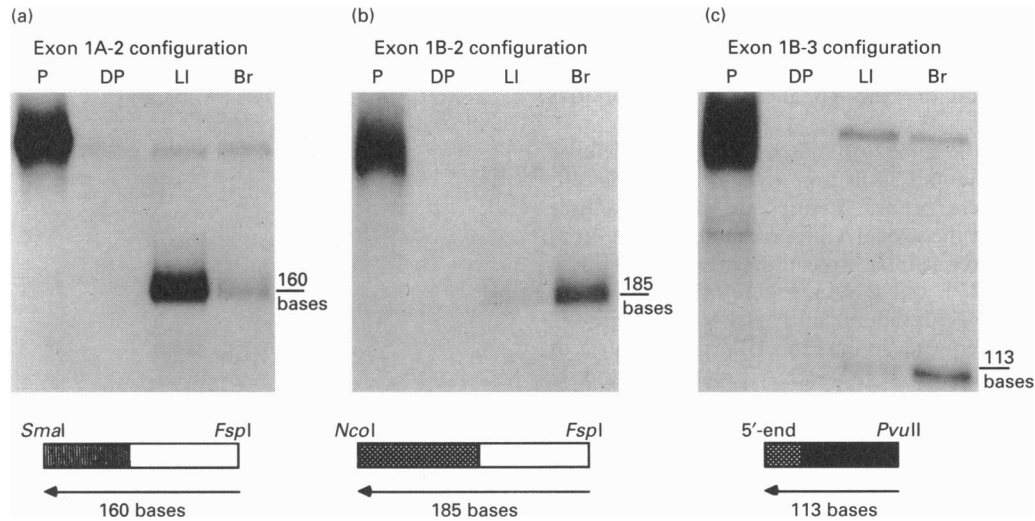 (a)
Exon 1A-2 configuration
P DP LI Br
160
bases
SmaI FspI
160 bases
(b)
Exon 1B-2 configuration
P DP LI Br
185
bases
NcoI FspI
185 bases
(c)
Exon 1B-3 configuration
P DP LI Br
113
bases
5'-end PvuII
113 bases